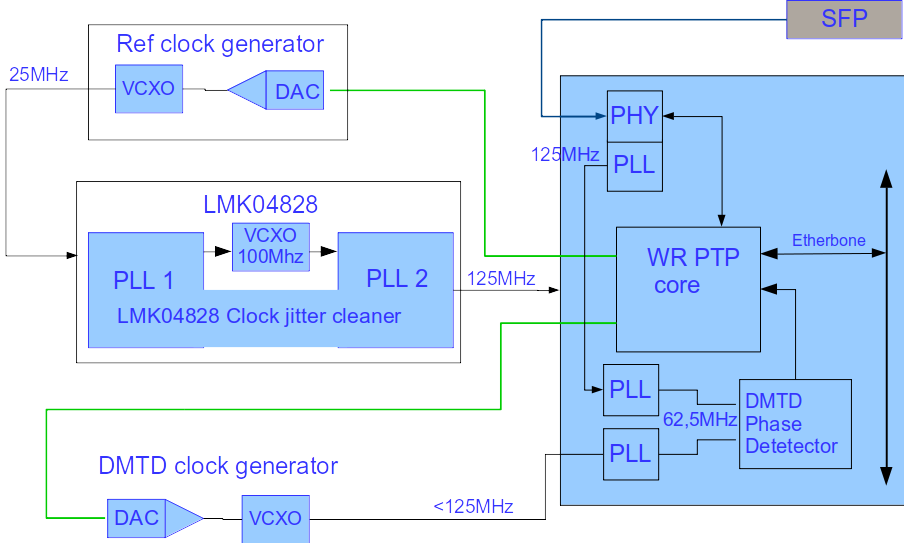 SFP
Ref clock generator
25MHz
VCXO
DAC
PHY
125MHz
PLL
LMK04828
VCXO
100Mhz
PLL 1
PLL 2
LMK04828 Clock jitter cleaner
125MHz
WR PTP
core
Etherbone
PLL
62,5MHz
DMTD
Phase
Detetector
PLL
DMTD clock generator
DAC
VCXO
<125MHz